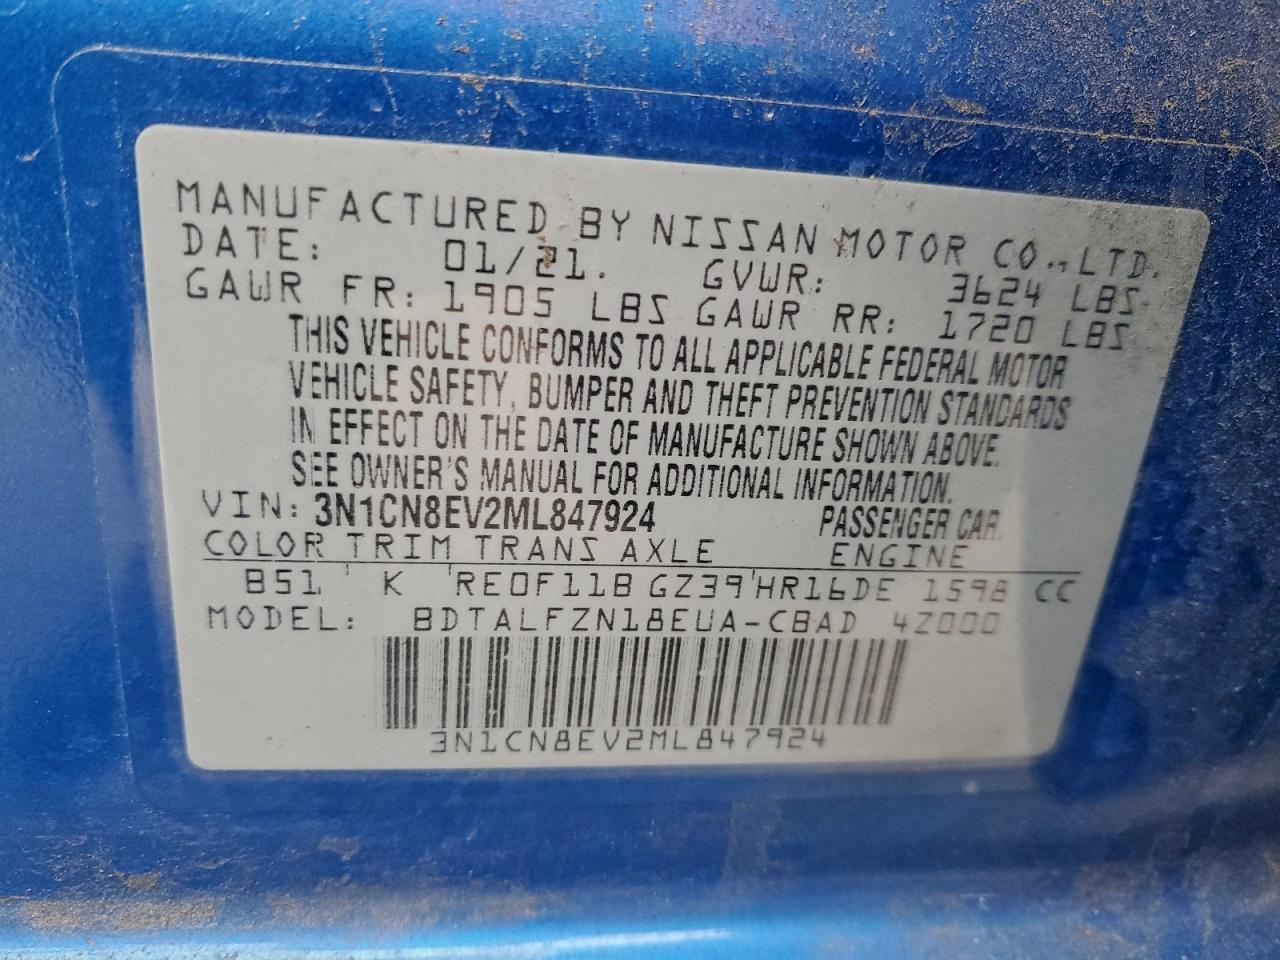 MANUFACTURED BY NISSAN MOTOR CO., LTD.
DATE: 01/21. GVWR: 3624 LBS
GAWR FR: 1905 LBS GAWR RR: 1720 LBS
THIS VEHICLE CONFORMS TO ALL APPLICABLE FEDERAL MOTOR
VEHICLE SAFETY, BUMPER AND THEFT PREVENTION STANDARDS
IN EFFECT ON THE DATE OF MANUFACTURE SHOWN ABOVE.
SEE OWNER'S MANUAL FOR ADDITIONAL INFORMATION.
VIN: 3N1CN8EV2ML847924 PASSENGER CAR
COLOR TRIM TRANS AXLE ENGINE
B51 K RE0F11B GZ39 HR16DE 1598 CC
MODEL: BDTALFZN18EUA-CBAD 4Z000
3N1CN8EV2ML847924